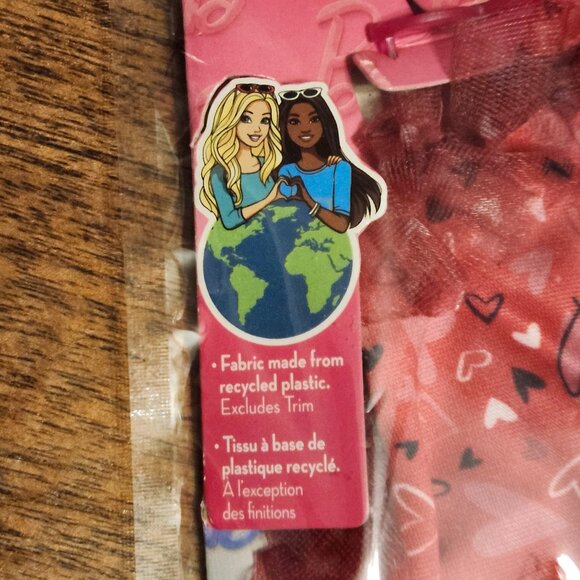 • Fabric made from
recycled plastic.
Excludes Trim
• Tissu à base de
plastique recyclé.
À l'exception
des finitions